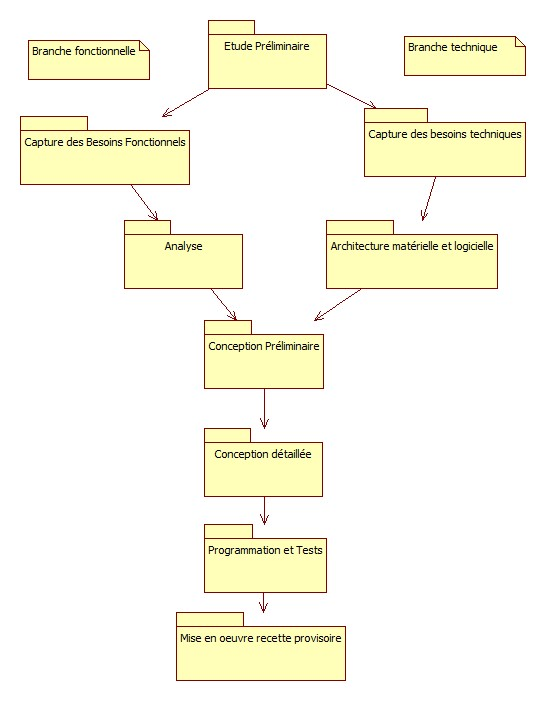 Branche fonctionnelle
Etude Préliminaire
Branche technique
Capture des Besoins Fonctionnels
Capture des besoins techniques
Analyse
Architecture matérielle et logicielle
Conception Préliminaire
Conception détaillée
Programmation et Tests
Mise en oeuvre recette provisoire